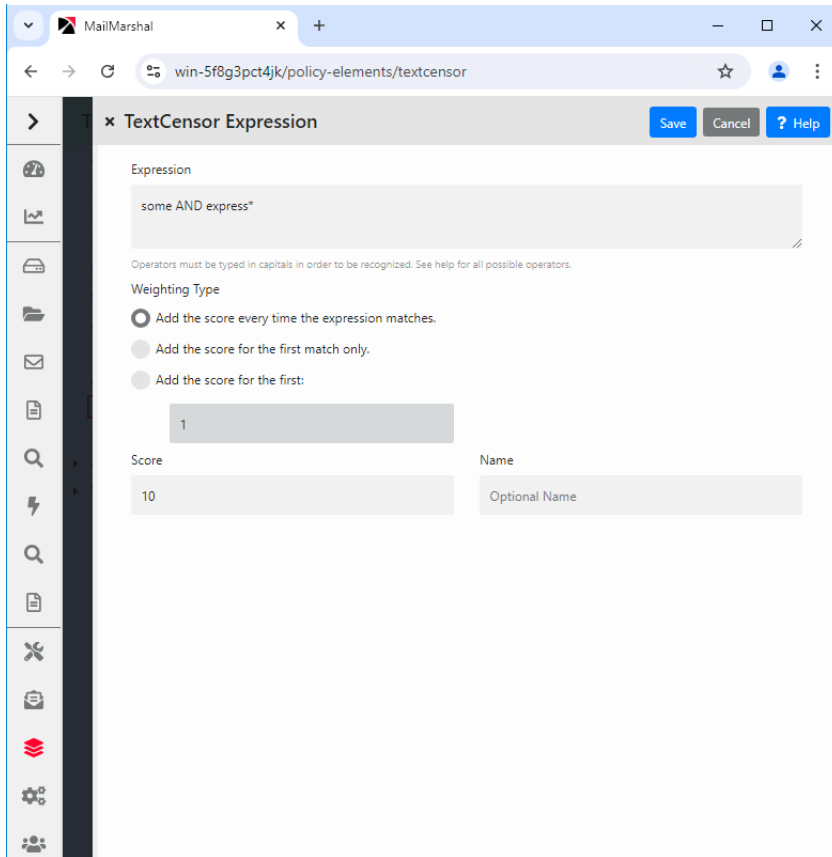 MailMarshal
win-5f8g3pct4jk/policy-elements/textcensor
TextCensor Expression
Save
Cancel
? Help
Expression
some AND express*
Operators must be typed in capitals in order to be recognized. See help for all possible operators.
Weighting Type
Add the score every time the expression matches.
Add the score for the first match only.
Add the score for the first:
1
Score
Name
10
Optional Name